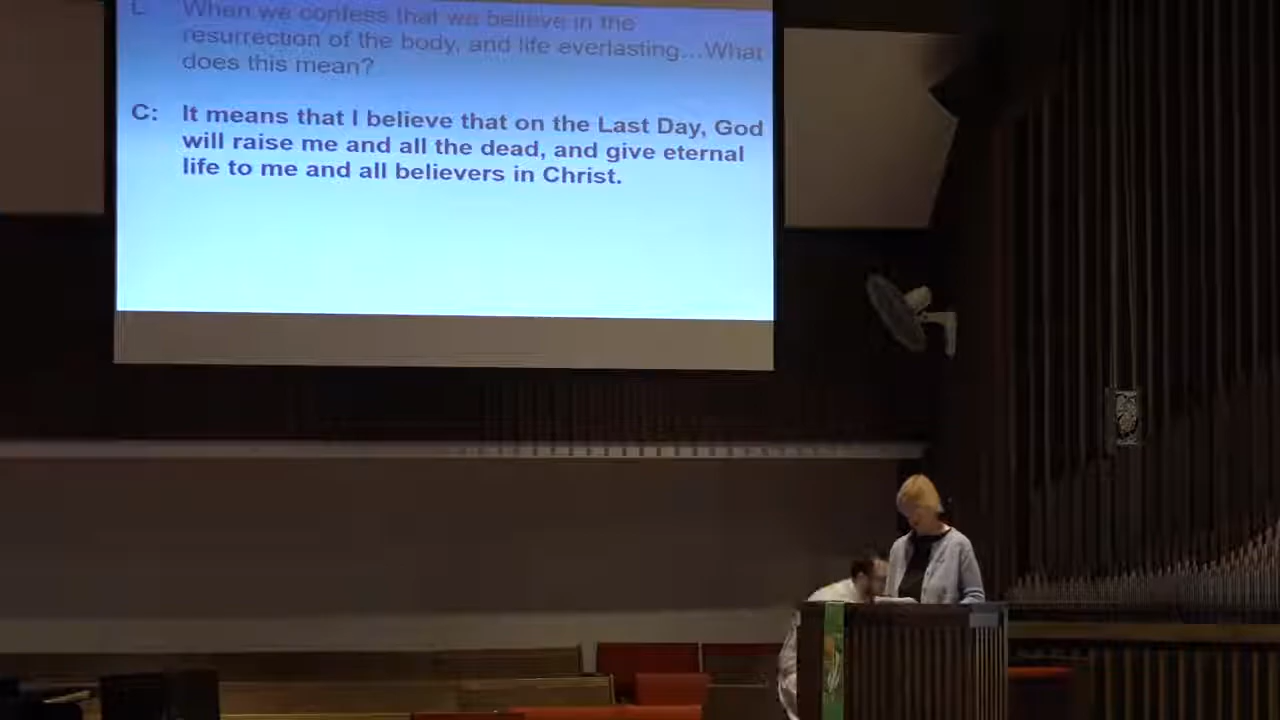 L When we confess that we believe in the
resurrection of the body, and life everlasting...What
does this mean?
C: It means that I believe that on the Last Day, God
will raise me and all the dead, and give eternal
life to me and all believers in Christ.